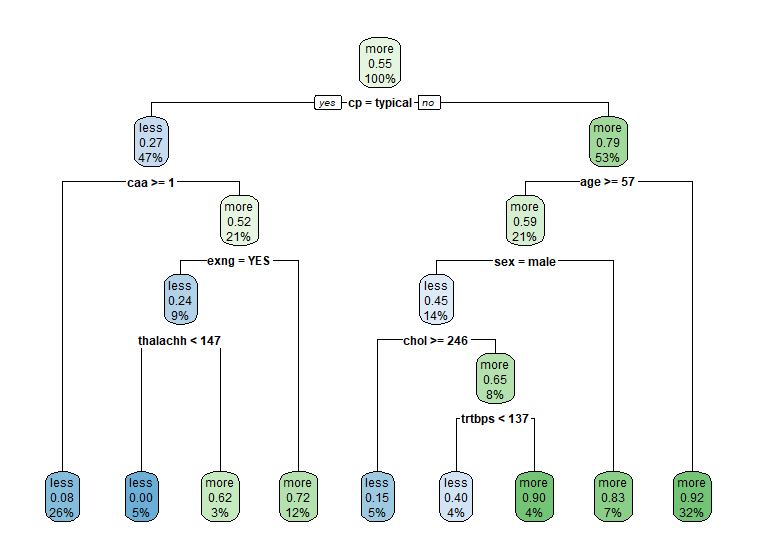 more
0.55
100%
yes cp = typical no
less
0.27
47%
more
0.79
53%
caa >= 1
age >= 57
more
0.52
21%
more
0.59
21%
exng = YES
sex = male
less
0.24
9%
less
0.45
14%
thalachh < 147
chol >= 246
more
0.65
8%
trtbps < 137
less
0.08
26%
less
0.00
5%
more
0.62
3%
more
0.72
12%
less
0.15
5%
less
0.40
4%
more
0.90
4%
more
0.83
7%
more
0.92
32%